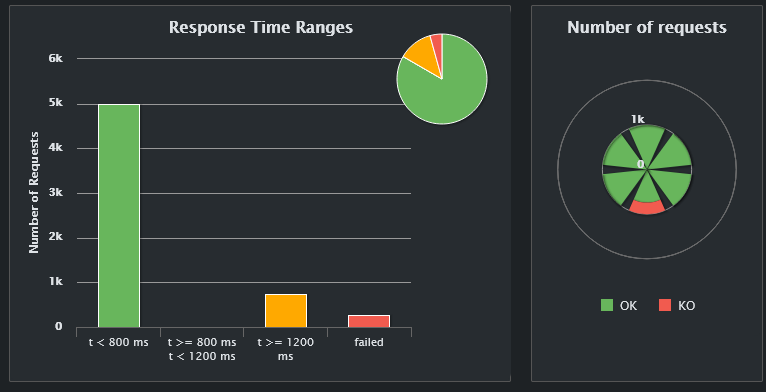 Response Time Ranges
Number of Requests
6k
5k
4k
3k
2k
1k
0
t < 800 ms
t >= 800 ms
t < 1200 ms
t >= 1200
ms
failed
Number of requests
1k
0
OK
KO